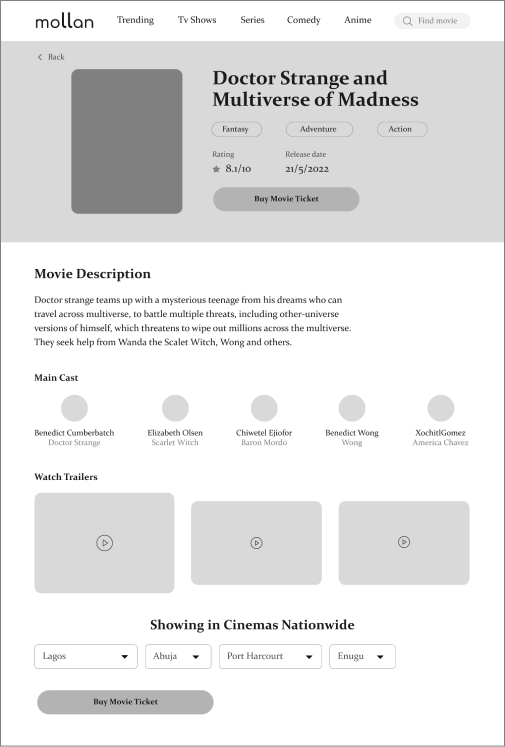 mollan
Trending
Tv Shows
Series
Comedy
Anime
Find movie
Back
Doctor Strange and
Multiverse of Madness
Fantasy
Adventure
Action
Rating
Release date
8.1/10
21/5/2022
Buy Movie Ticket
Movie Description
Doctor strange teams up with a mysterious teenage from his dreams who can
travel across multiverse, to battle multiple threats, including other-universe
versions of himself, which threatens to wipe out millions across the multiverse.
They seek help from Wanda the Scalet Witch, Wong and others.
Main Cast
Benedict Cumberbatch
Doctor Strange
Elizabeth Olsen
Scarlet Witch
Chiwetel Ejiofor
Baron Mordo
Benedict Wong
Wong
XochitlGomez
America Chavez
Watch Trailers
Showing in Cinemas Nationwide
Lagos
Abuja
Port Harcourt
Enugu
Buy Movie Ticket